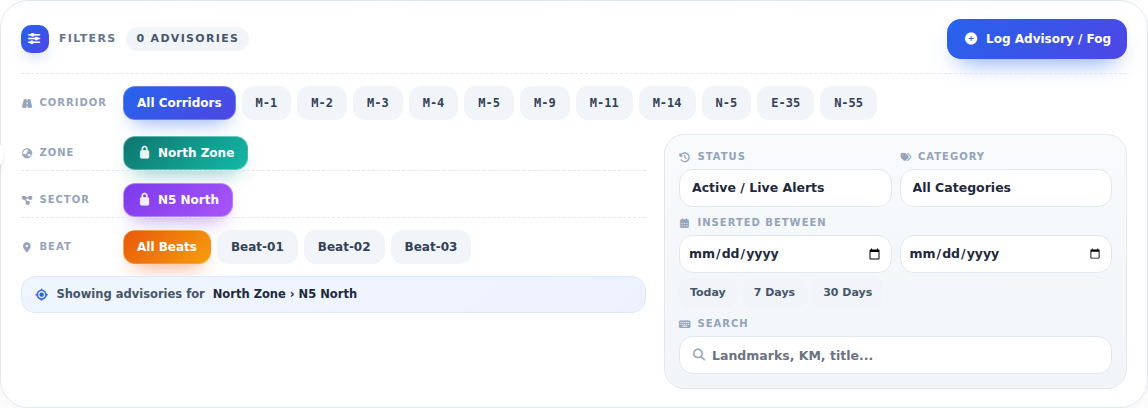 FILTERS 0 ADVISORIES Log Advisory / Fog
CORRIDOR All Corridors M-1 M-2 M-3 M-4 M-5 M-9 M-11 M-14 N-5 E-35 N-55
ZONE North Zone
SECTOR N5 North
BEAT All Beats Beat-01 Beat-02 Beat-03
Showing advisories for North Zone › N5 North
STATUS CATEGORY
Active / Live Alerts All Categories
INSERTED BETWEEN
mm/dd/yyyy mm/dd/yyyy
Today 7 Days 30 Days
SEARCH
Landmarks, KM, title...